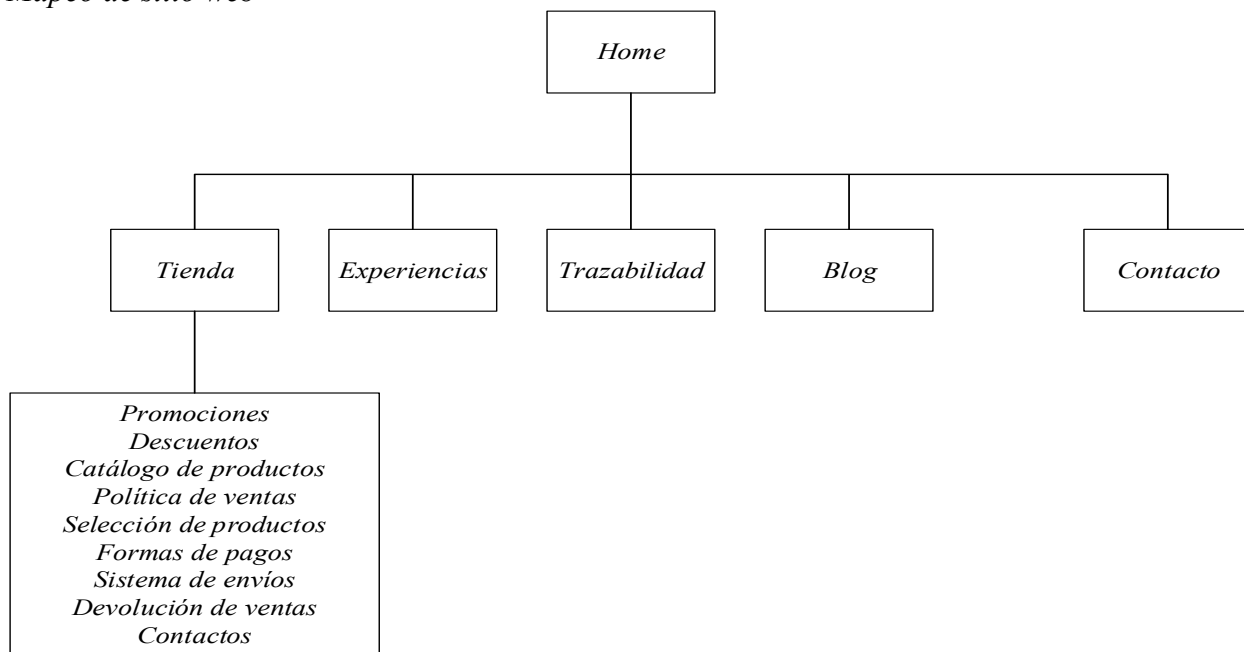 Mapeo de sitio web
Home
Tienda
Experiencias
Trazabilidad
Blog
Contacto
Promociones
Descuentos
Catálogo de productos
Política de ventas
Selección de productos
Formas de pagos
Sistema de envíos
Devolución de ventas
Contactos